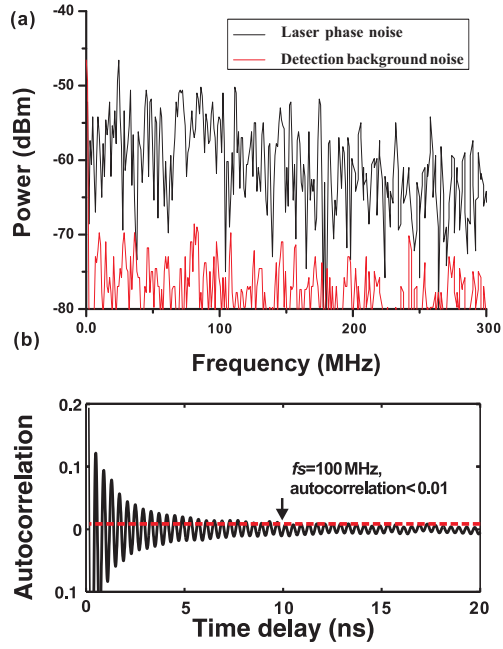 (a)
-40
-50
-60
-70
-80
Power (dBm)
Laser phase noise
Detection background noise
0.0
100
200
300
Frequency (MHz)
(b)
0.2
0.1
0
0.1
Autocorrelation
fs=100 MHz,
autocorrelation<0.01
0
5
10
15
20
Time delay (ns)